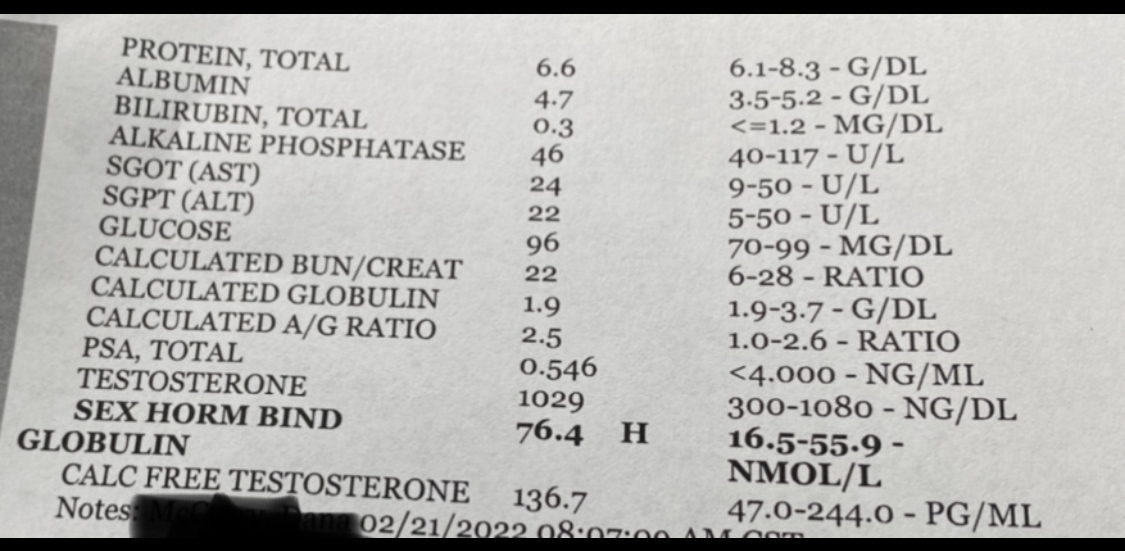 PROTEIN, TOTAL 6.6 6.1-8.3 - G/DL
ALBUMIN 4.7 3.5-5.2 - G/DL
BILIRUBIN, TOTAL 0.3 <=1.2 - MG/DL
ALKALINE PHOSPHATASE 46 40-117 - U/L
SGOT (AST) 24 9-50 - U/L
SGPT (ALT) 22 5-50 - U/L
GLUCOSE 96 70-99 - MG/DL
CALCULATED BUN/CREAT 22 6-28 - RATIO
CALCULATED GLOBULIN 1.9 1.9-3.7 - G/DL
CALCULATED A/G RATIO 2.5 1.0-2.6 - RATIO
PSA, TOTAL 0.546 <4.000 - NG/ML
TESTOSTERONE 1029 300-1080 - NG/DL
SEX HORM BIND 76.4 H 16.5-55.9 -
GLOBULIN NMOL/L
CALC FREE TESTOSTERONE 136.7 47.0-244.0 - PG/ML
Notes: 02/21/2022 08:07:00 AM CST